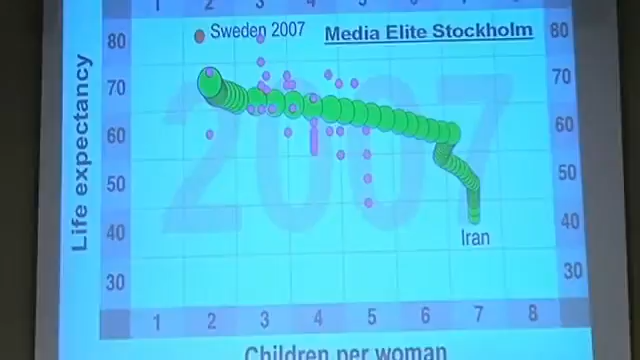 1 2 3 4 5 6 7 8
Sweden 2007
Media Elite Stockholm
80 80
70 70
60 60
50 50
40 40
30 30
Life expectancy
2007
Iran
1 2 3 4 5 6 7 8
Children per woman